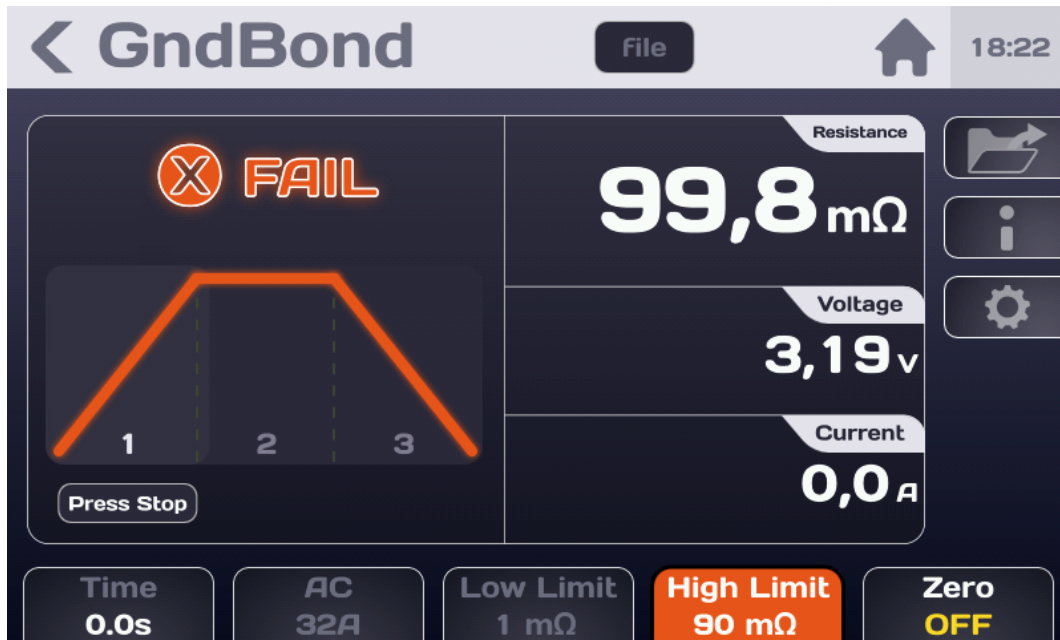 GndBond
File
18:22
X FAIL
1 2 3
Press Stop
Resistance
99,8 mΩ
Voltage
3,19 V
Current
0,0 A
Time
0.0s
AC
32A
Low Limit
1 mΩ
High Limit
90 mΩ
Zero
OFF